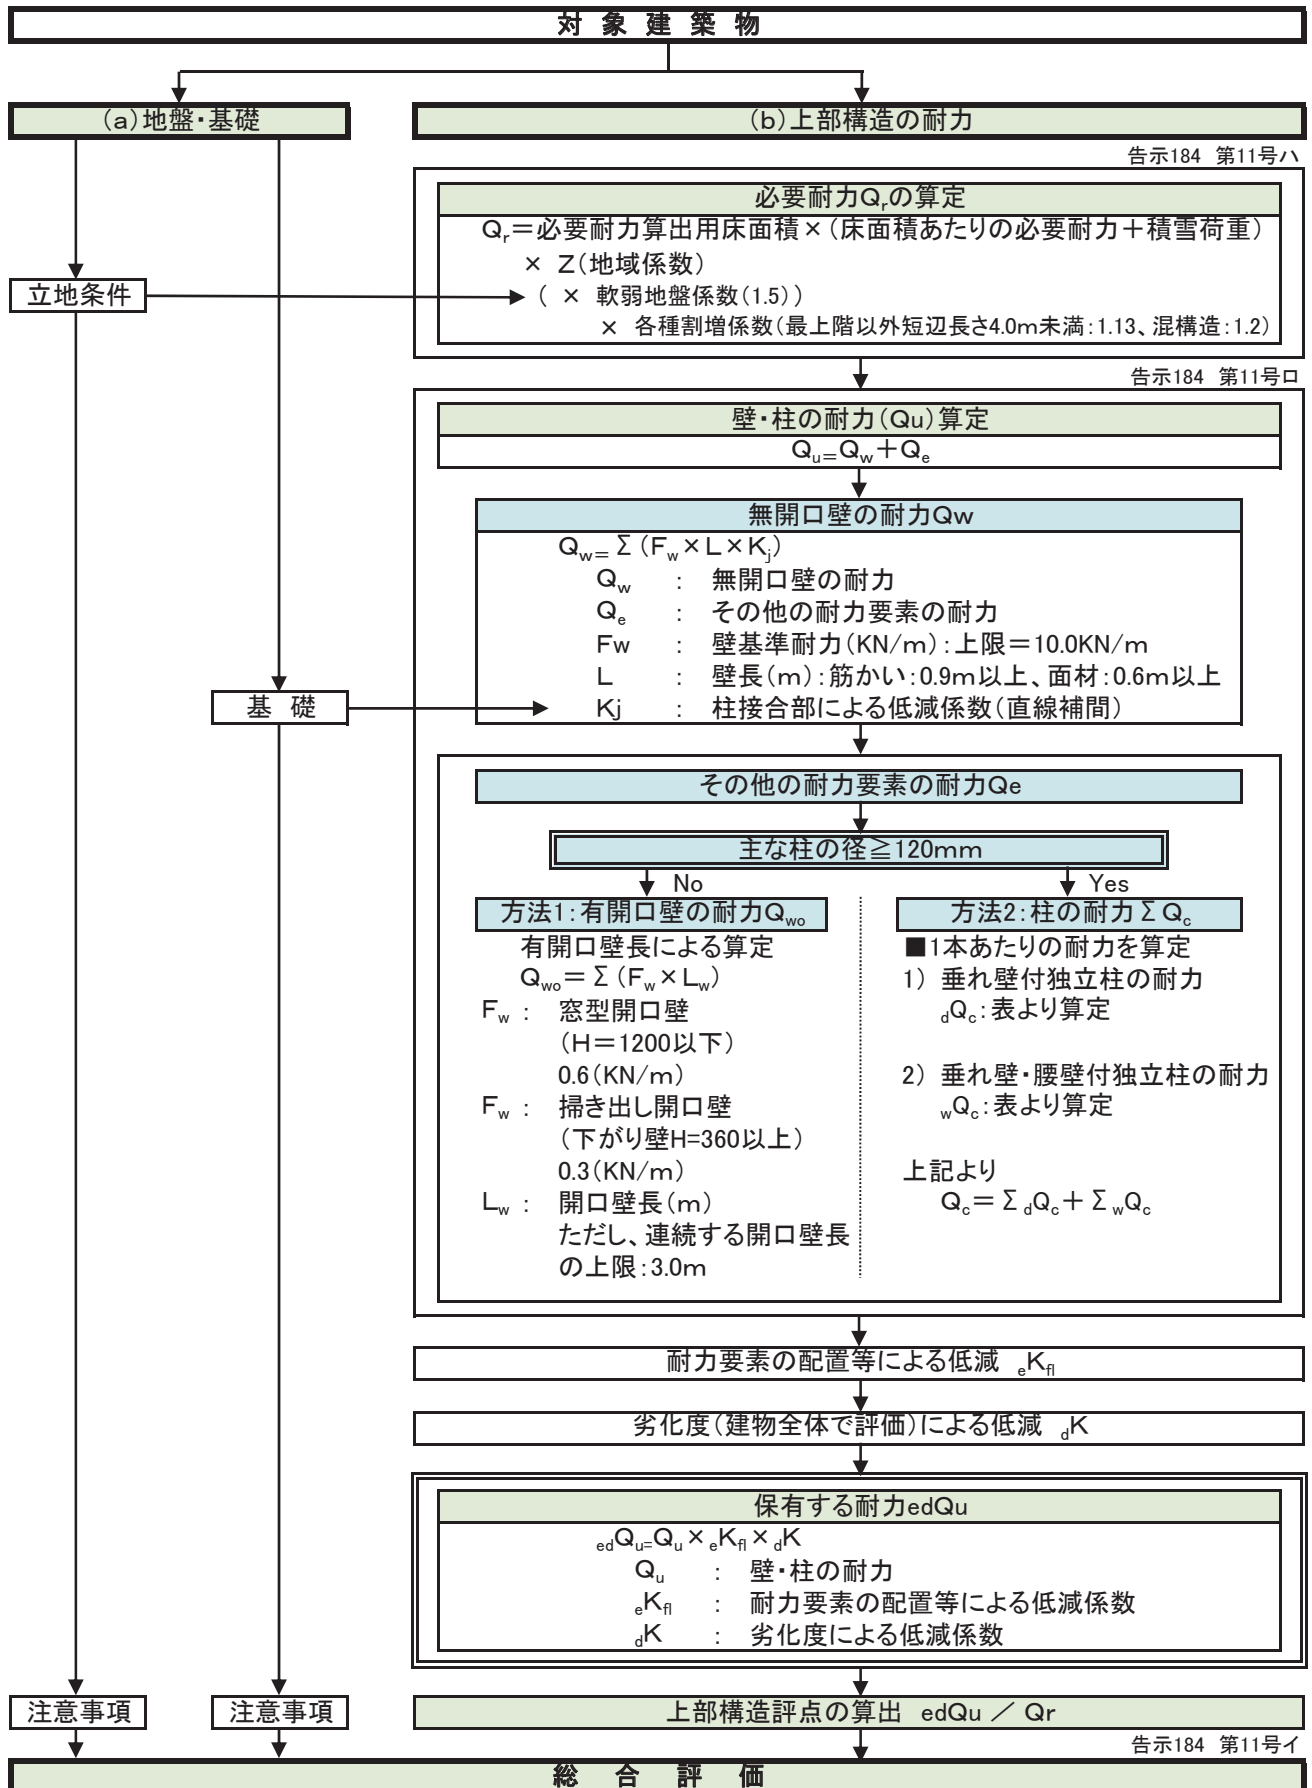 対 象 建 築 物
(a)地盤・基礎
(b)上部構造の耐力
告示184 第11号ハ
必要耐力Qrの算定
Qr=必要耐力算出用床面積×(床面積あたりの必要耐力+積雪荷重)
× Z(地域係数)
立地条件
( × 軟弱地盤係数(1.5))
× 各種割増係数(最上階以外短辺長さ4.0m未満:1.13、混構造:1.2)
告示184 第11号ロ
壁・柱の耐力(Qu)算定
Qu=Qw+Qe
無開口壁の耐力Qw
Qw=Σ(Fw×L×Kj)
Qw : 無開口壁の耐力
Qe : その他の耐力要素の耐力
Fw : 壁基準耐力(KN/m):上限=10.0KN/m
L : 壁長(m):筋かい:0.9m以上、面材:0.6m以上
基 礎
Kj : 柱接合部による低減係数(直線補間)
その他の耐力要素の耐力Qe
主な柱の径≧120mm
No
Yes
方法1:有開口壁の耐力Qwo
有開口壁長による算定
Qwo=Σ(Fw×Lw)
Fw : 窓型開口壁
(H=1200以下)
0.6(KN/m)
Fw : 掃き出し開口壁
(下がり壁H=360以上)
0.3(KN/m)
Lw : 開口壁長(m)
ただし、連続する開口壁長
の上限:3.0m
方法2:柱の耐力ΣQc
■1本あたりの耐力を算定
1) 垂れ壁付独立柱の耐力
dQc:表より算定
2) 垂れ壁・腰壁付独立柱の耐力
wQc:表より算定
上記より
Qc=ΣdQc+ΣwQc
耐力要素の配置等による低減 eKfl
劣化度(建物全体で評価)による低減 dK
保有する耐力edQu
edQu=Qu×eKfl×dK
Qu : 壁・柱の耐力
eKfl : 耐力要素の配置等による低減係数
dK : 劣化度による低減係数
注意事項
注意事項
上部構造評点の算出 edQu / Qr
告示184 第11号イ
総 合 評 価